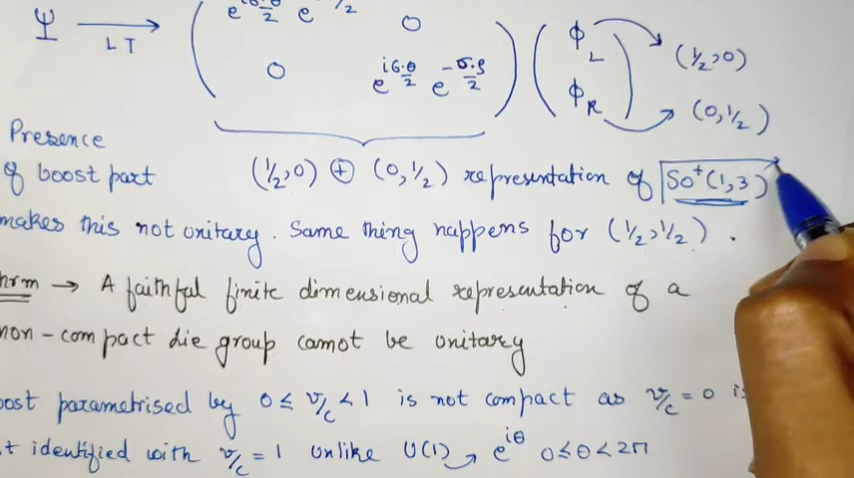 Ψ → LT ( e^{iσ·θ/2} e^{σ·ρ/2} 0 ) ( ϕ_L ) → (½,0)
( 0 e^{iσ·θ/2} e^{-σ·ρ/2} ) ( ϕ_R ) → (0,½)
Presence
of boost part (½,0) ⊕ (0,½) representation of SO⁺(1,3)
makes this not unitary. Same thing happens for (½,½).
hrm → A faithful finite dimensional representation of a
non-compact Lie group cannot be unitary
oost parametrised by 0 ≤ v/c < 1 is not compact as v/c = 0 i
t identified with v/c = 1 unlike U(1) → e^{iθ} 0≤θ<2π